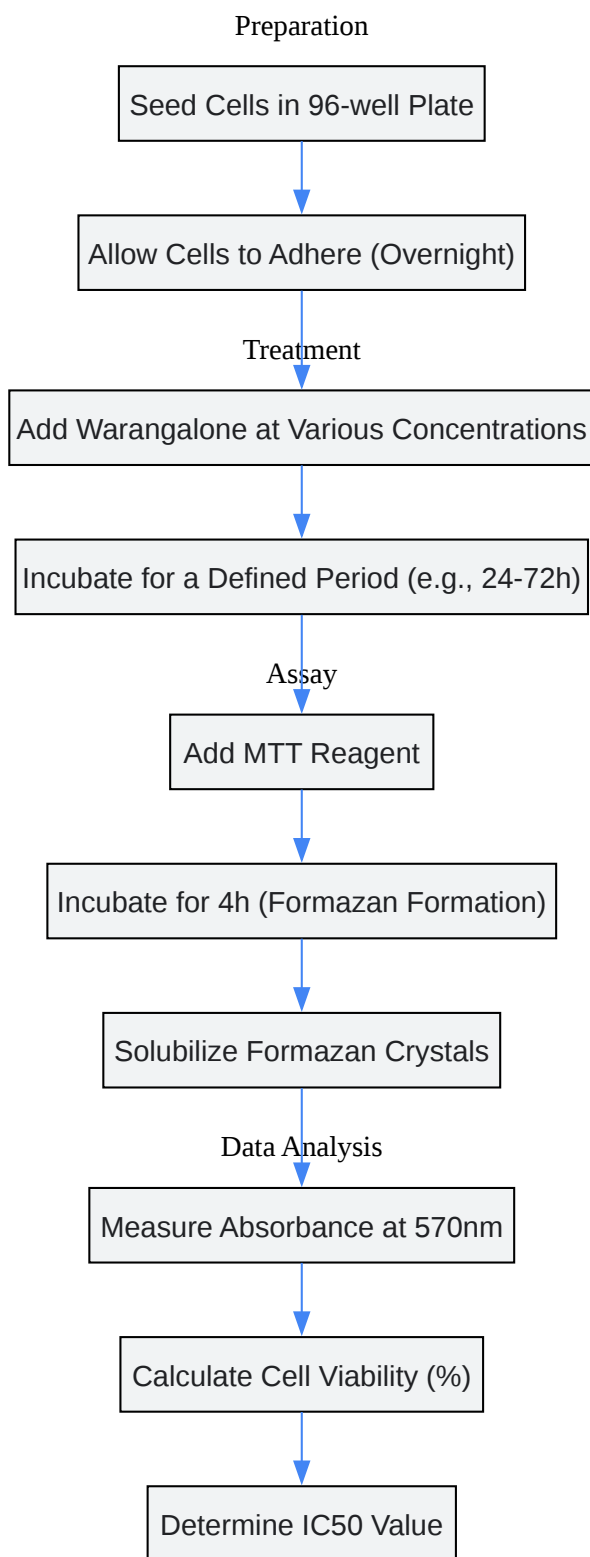 Preparation
Seed Cells in 96-well Plate
Allow Cells to Adhere (Overnight)
Treatment
Add Warangalone at Various Concentrations
Incubate for a Defined Period (e.g., 24-72h)
Assay
Add MTT Reagent
Incubate for 4h (Formazan Formation)
Solubilize Formazan Crystals
Data Analysis
Measure Absorbance at 570nm
Calculate Cell Viability (%)
Determine IC50 Value